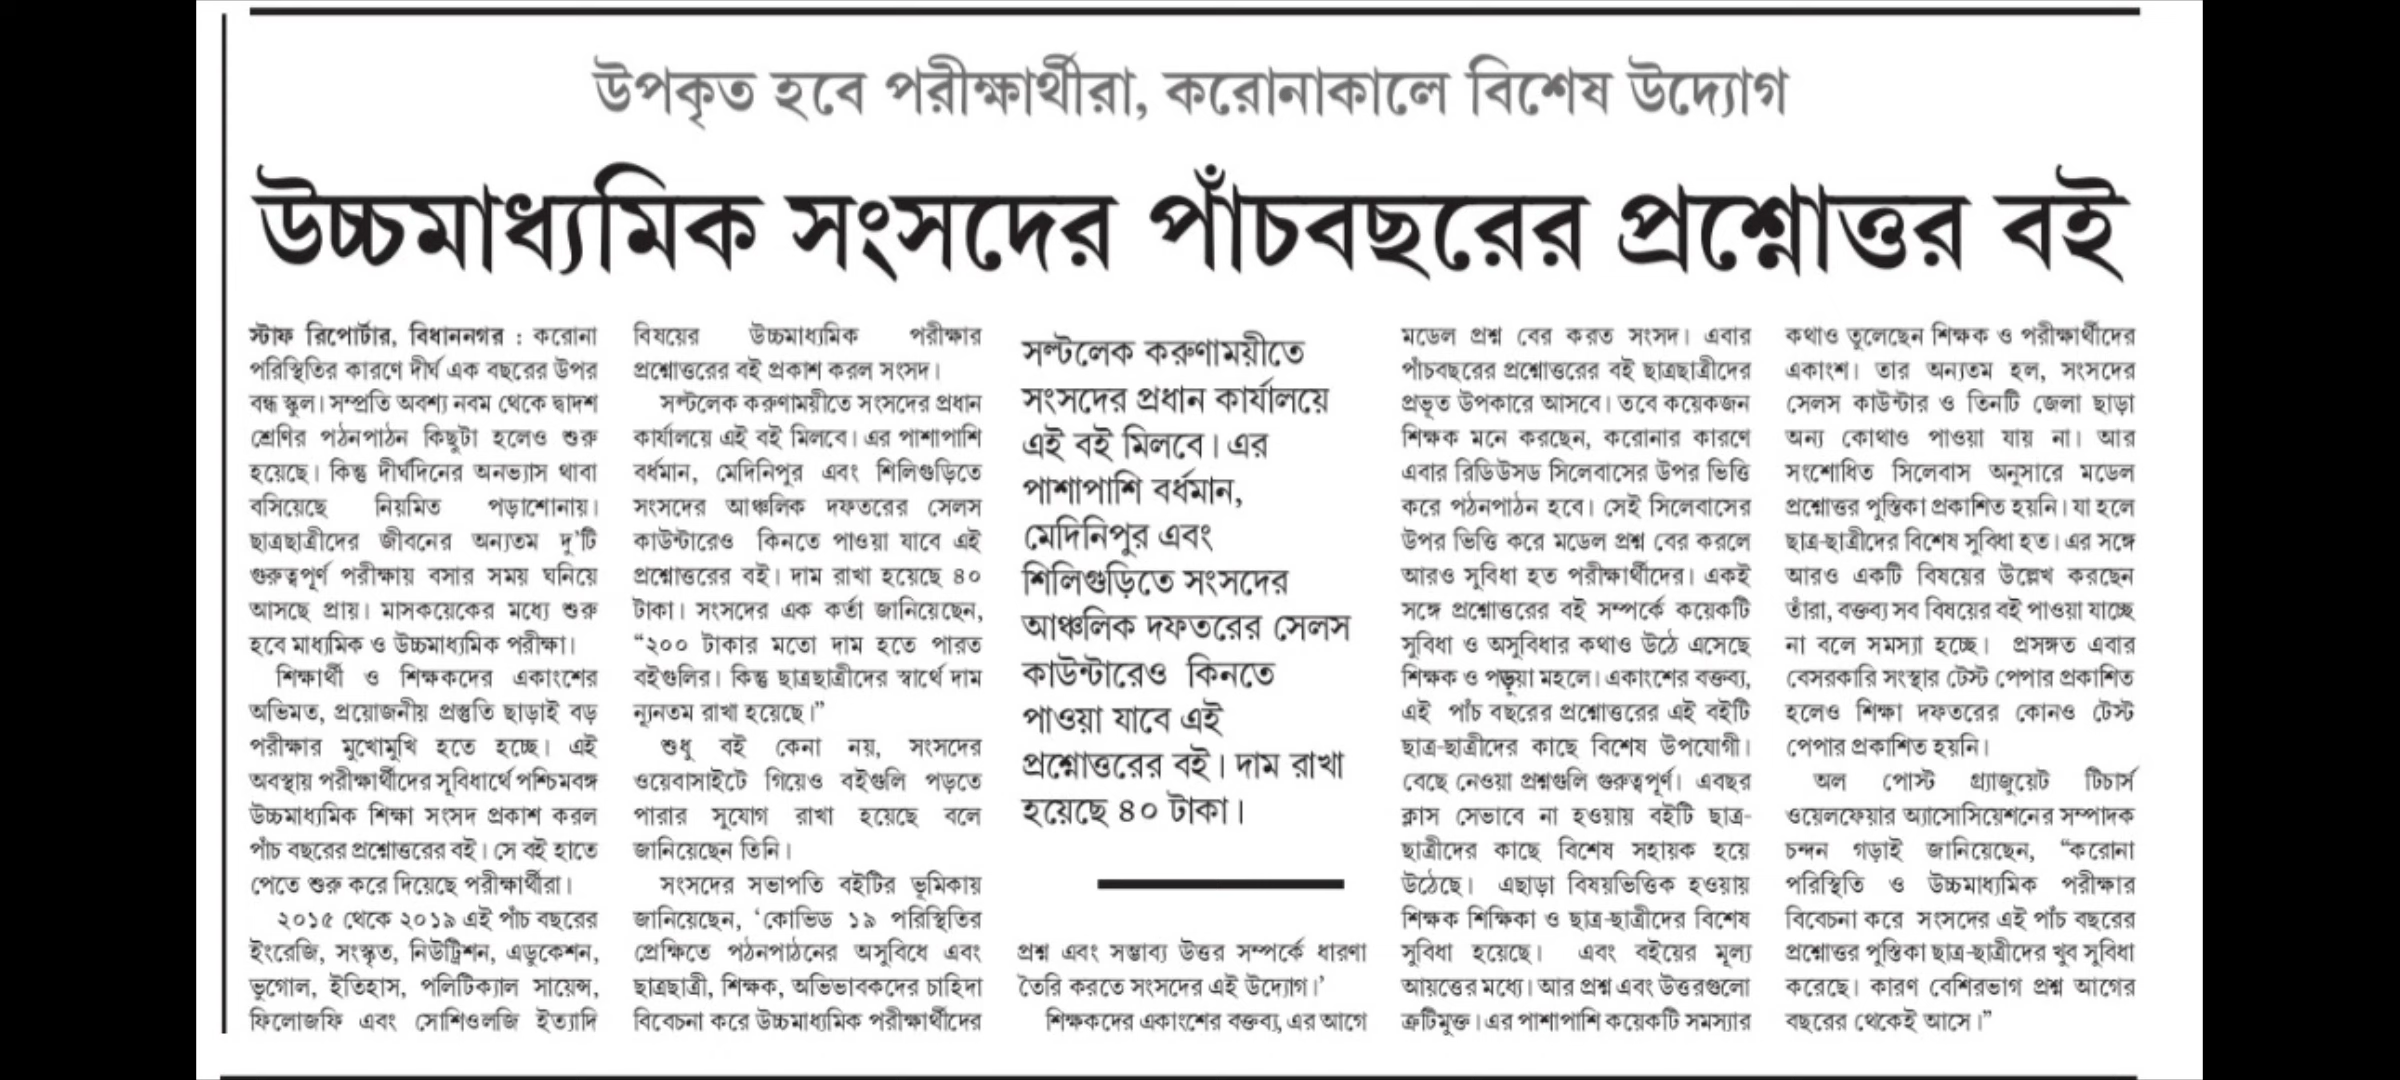 উপকৃত হবে পরীক্ষার্থীরা, করোনাকালে বিশেষ উদ্যোগ
উচ্চমাধ্যমিক সংসদের পাঁচবছরের প্রশ্নোত্তর বই
স্টাফ রিপোর্টার, বিধাননগর : করোনা
পরিস্থিতির কারণে দীর্ঘ এক বছরের উপর
বন্ধ স্কুল। সম্প্রতি অবশ্য নবম থেকে দ্বাদশ
শ্রেণির পঠনপাঠন কিছুটা হলেও শুরু
হয়েছে। কিন্তু দীর্ঘদিনের অনভ্যাস থাবা
বসিয়েছে নিয়মিত পড়াশোনায়।
ছাত্রছাত্রীদের জীবনের অন্যতম দু'টি
গুরুত্বপূর্ণ পরীক্ষায় বসার সময় ঘনিয়ে
আসছে প্রায়। মাসকয়েকের মধ্যে শুরু
হবে মাধ্যমিক ও উচ্চমাধ্যমিক পরীক্ষা।
শিক্ষার্থী ও শিক্ষকদের একাংশের
অভিমত, প্রয়োজনীয় প্রস্তুতি ছাড়াই বড়
পরীক্ষার মুখোমুখি হতে হচ্ছে। এই
অবস্থায় পরীক্ষার্থীদের সূবিধার্থে পশ্চিমবঙ্গ
উচ্চমাধ্যমিক শিক্ষা সংসদ প্রকাশ করল
পাঁচ বছরের প্রশ্নোত্তরের বই। সে বই হাতে
পেতে শুরু করে দিয়েছে পরীক্ষার্থীরা।
২০১৫ থেকে ২০১৯ এই পাঁচ বছরের
ইংরেজি, সংস্কৃত, নিউট্রিশন, এডুকেশন,
ভুগোল, ইতিহাস, পলিটিক্যাল সায়েন্স,
ফিলোজফি এবং সোশিওলজি ইত্যাদি
বিষয়ের উচ্চমাধ্যমিক পরীক্ষার
প্রশ্নোত্তরের বই প্রকাশ করল সংসদ।
সল্টলেক করুণাময়ীতে সংসদের প্রধান
কার্যালয়ে এই বই মিলবে। এর পাশাপাশি
বর্ধমান, মেদিনিপুর এবং শিলিগুড়িতে
সংসদের আঞ্চলিক দফতরের সেলস
কাউন্টারেও কিনতে পাওয়া যাবে এই
প্রশ্নোত্তরের বই। দাম রাখা হয়েছে ৪০
টাকা। সংসদের এক কর্তা জানিয়েছেন,
“২০০ টাকার মতো দাম হতে পারত
বইগুলির। কিন্তু ছাত্রছাত্রীদের স্বার্থে দাম
ন্যূনতম রাখা হয়েছে।”
শুধু বই কেনা নয়, সংসদের
ওয়েবাসাইটে গিয়েও বইগুলি পড়তে
পারার সুযোগ রাখা হয়েছে বলে
জানিয়েছেন তিনি।
সংসদের সভাপতি বইটির ভূমিকায়
জানিয়েছেন, ‘কোভিড ১৯ পরিস্থিতির
প্রেক্ষিতে পঠনপাঠনের অসুবিধে এবং
ছাত্রছাত্রী, শিক্ষক, অভিভাবকদের চাহিদা
বিবেচনা করে উচ্চমাধ্যমিক পরীক্ষার্থীদের
সল্টলেক করুণাময়ীতে
সংসদের প্রধান কার্যালয়ে
এই বই মিলবে। এর
পাশাপাশি বর্ধমান,
মেদিনিপুর এবং
শিলিগুড়িতে সংসদের
আঞ্চলিক দফতরের সেলস
কাউন্টারেও কিনতে
পাওয়া যাবে এই
প্রশ্নোত্তরের বই। দাম রাখা
হয়েছে ৪০ টাকা।
প্রশ্ন এবং সম্ভাব্য উত্তর সম্পর্কে ধারণা
তৈরি করতে সংসদের এই উদ্যোগ।’
শিক্ষকদের একাংশের বক্তব্য, এর আগে
মডেল প্রশ্ন বের করত সংসদ। এবার
পাঁচবছরের প্রশ্নোত্তরের বই ছাত্রছাত্রীদের
প্রভূত উপকারে আসবে। তবে কয়েকজন
শিক্ষক মনে করছেন, করোনার কারণে
এবার রিডিউসড সিলেবাসের উপর ভিত্তি
করে পঠনপাঠন হবে। সেই সিলেবাসের
উপর ভিত্তি করে মডেল প্রশ্ন বের করলে
আরও সুবিধা হত পরীক্ষার্থীদের। একই
সঙ্গে প্রশ্নোত্তরের বই সম্পর্কে কয়েকটি
সুবিধা ও অসুবিধার কথাও উঠে এসেছে
শিক্ষক ও পড়ুয়া মহলে। একাংশের বক্তব্য,
এই পাঁচ বছরের প্রশ্নোত্তরের এই বইটি
ছাত্র-ছাত্রীদের কাছে বিশেষ উপযোগী।
বেছে নেওয়া প্রশ্নগুলি গুরুত্বপূর্ণ। এবছর
ক্লাস সেভাবে না হওয়ায় বইটি ছাত্র-
ছাত্রীদের কাছে বিশেষ সহায়ক হয়ে
উঠেছে। এছাড়া বিষয়ভিত্তিক হওয়ায়
শিক্ষক শিক্ষিকা ও ছাত্র-ছাত্রীদের বিশেষ
সুবিধা হয়েছে। এবং বইয়ের মূল্য
আয়ত্তের মধ্যে। আর প্রশ্ন এবং উত্তরগুলো
ত্রুটিমুক্ত। এর পাশাপাশি কয়েকটি সমস্যার
কথাও তুলেছেন শিক্ষক ও পরীক্ষার্থীদের
একাংশ। তার অন্যতম হল, সংসদের
সেলস কাউন্টার ও তিনটি জেলা ছাড়া
অন্য কোথাও পাওয়া যায় না। আর
সংশোধিত সিলেবাস অনুসারে মডেল
প্রশ্নোত্তর পুস্তিকা প্রকাশিত হয়নি। যা হলে
ছাত্র-ছাত্রীদের বিশেষ সুবিধা হত। এর সঙ্গে
আরও একটি বিষয়ের উল্লেখ করছেন
তাঁরা, বক্তব্য সব বিষয়ের বই পাওয়া যাচ্ছে
না বলে সমস্যা হচ্ছে। প্রসঙ্গত এবার
বেসরকারি সংস্থার টেস্ট পেপার প্রকাশিত
হলেও শিক্ষা দফতরের কোনও টেস্ট
পেপার প্রকাশিত হয়নি।
অল পোস্ট গ্র্যাজুয়েট টিচার্স
ওয়েলফেয়ার অ্যাসোসিয়েশনের সম্পাদক
চন্দন গড়াই জানিয়েছেন, “করোনা
পরিস্থিতি ও উচ্চমাধ্যমিক পরীক্ষার
বিবেচনা করে সংসদের এই পাঁচ বছরের
প্রশ্নোত্তর পুস্তিকা ছাত্র-ছাত্রীদের খুব সুবিধা
করেছে। কারণ বেশিরভাগ প্রশ্ন আগের
বছরের থেকেই আসে।”